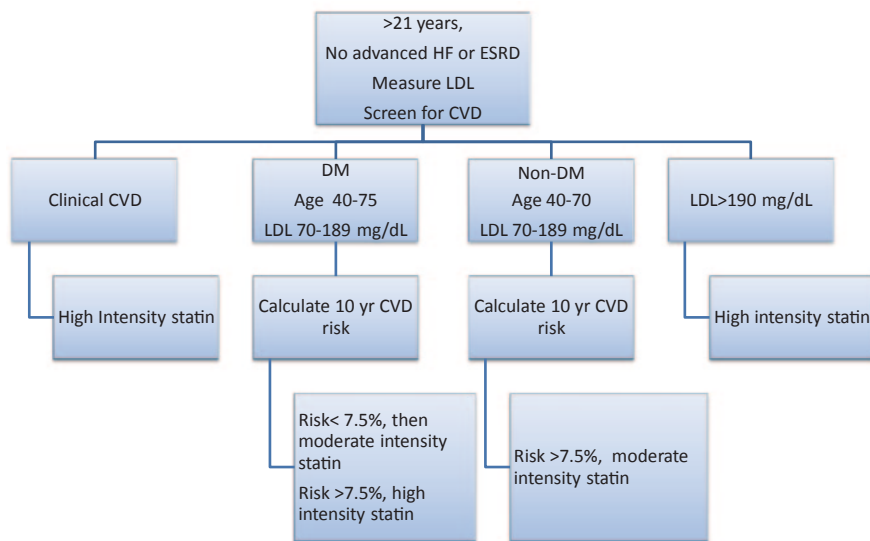 >21 years,
No advanced HF or ESRD
Measure LDL
Screen for CVD
Clinical CVD
DM
Age 40-75
LDL 70-189 mg/dL
Non-DM
Age 40-70
LDL 70-189 mg/dL
LDL>190 mg/dL
High Intensity statin
Calculate 10 yr CVD
risk
Calculate 10 yr CVD
risk
High intensity statin
Risk< 7.5%, then
moderate intensity
statin
Risk >7.5%, high
intensity statin
Risk >7.5%, moderate
intensity statin